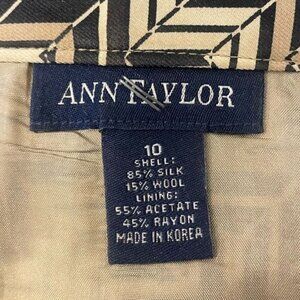 ANN TAYLOR
10
SHELL:
85% SILK
15% WOOL
LINING:
55% ACETATE
45% RAYON
MADE IN KOREA